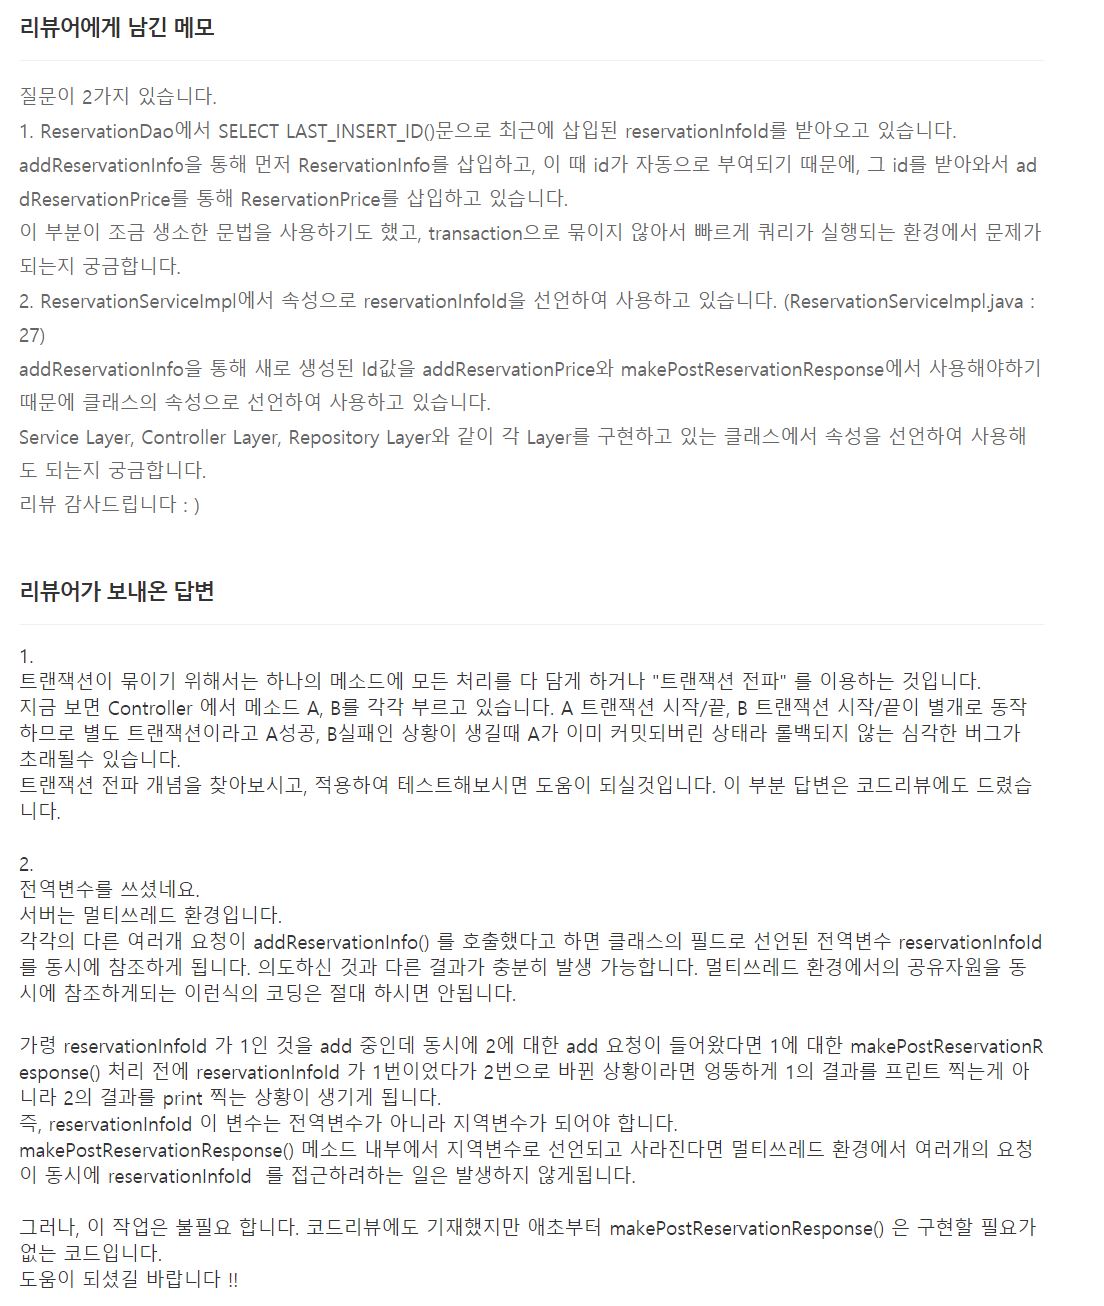 리뷰어에게 남긴 메모
질문이 2가지 있습니다.
1. ReservationDao에서 SELECT LAST_INSERT_ID()문으로 최근에 삽입된 reservationInfoId를 받아오고 있습니다.
addReservationInfo을 통해 먼저 ReservationInfo를 삽입하고, 이 때 id가 자동으로 부여되기 때문에, 그 id를 받아와서 ad
dReservationPrice를 통해 ReservationPrice를 삽입하고 있습니다.
이 부분이 조금 생소한 문법을 사용하기도 했고, transaction으로 묶이지 않아서 빠르게 쿼리가 실행되는 환경에서 문제가
되는지 궁금합니다.
2. ReservationServiceImpl에서 속성으로 reservationInfoId을 선언하여 사용하고 있습니다. (ReservationServiceImpl.java :
27)
addReservationInfo을 통해 새로 생성된 Id값을 addReservationPrice와 makePostReservationResponse에서 사용해야하기
때문에 클래스의 속성으로 선언하여 사용하고 있습니다.
Service Layer, Controller Layer, Repository Layer와 같이 각 Layer를 구현하고 있는 클래스에서 속성을 선언하여 사용해
도 되는지 궁금합니다.
리뷰 감사드립니다 : )
리뷰어가 보내온 답변
1.
트랜잭션이 묶이기 위해서는 하나의 메소드에 모든 처리를 다 담게 하거나 "트랜잭션 전파" 를 이용하는 것입니다.
지금 보면 Controller 에서 메소드 A, B를 각각 부르고 있습니다. A 트랜잭션 시작/끝, B 트랜잭션 시작/끝이 별개로 동작
하므로 별도 트랜잭션이라고 A성공, B실패인 상황이 생길때 A가 이미 커밋되버린 상태라 롤백되지 않는 심각한 버그가
초래될수 있습니다.
트랜잭션 전파 개념을 찾아보시고, 적용하여 테스트해보시면 도움이 되실것입니다. 이 부분 답변은 코드리뷰에도 드렸습
니다.
2.
전역변수를 쓰셨네요.
서버는 멀티쓰레드 환경입니다.
각각의 다른 여러개 요청이 addReservationInfo() 를 호출했다고 하면 클래스의 필드로 선언된 전역변수 reservationInfoId
를 동시에 참조하게 됩니다. 의도하신 것과 다른 결과가 충분히 발생 가능합니다. 멀티쓰레드 환경에서의 공유자원을 동
시에 참조하게되는 이런식의 코딩은 절대 하시면 안됩니다.
가령 reservationInfoId 가 1인 것을 add 중인데 동시에 2에 대한 add 요청이 들어왔다면 1에 대한 makePostReservationR
esponse() 처리 전에 reservationInfoId 가 1번이었다가 2번으로 바뀐 상황이라면 엉뚱하게 1의 결과를 프린트 찍는게 아
니라 2의 결과를 print 찍는 상황이 생기게 됩니다.
즉, reservationInfoId 이 변수는 전역변수가 아니라 지역변수가 되어야 합니다.
makePostReservationResponse() 메소드 내부에서 지역변수로 선언되고 사라진다면 멀티쓰레드 환경에서 여러개의 요청
이 동시에 reservationInfoId 를 접근하려하는 일은 발생하지 않게됩니다.
그러나, 이 작업은 불필요 합니다. 코드리뷰에도 기재했지만 애초부터 makePostReservationResponse() 은 구현할 필요가
없는 코드입니다.
도움이 되셨길 바랍니다 !!